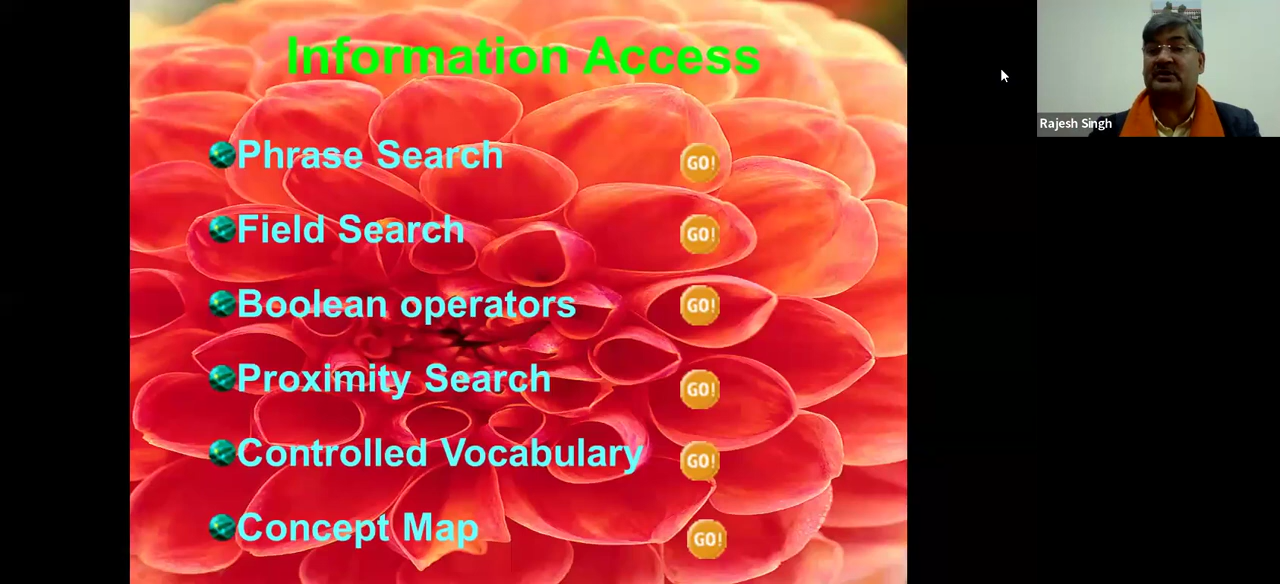 Information Access
Phrase Search GO!
Field Search GO!
Boolean operators GO!
Proximity Search GO!
Controlled Vocabulary GO!
Concept Map GO!
Rajesh Singh